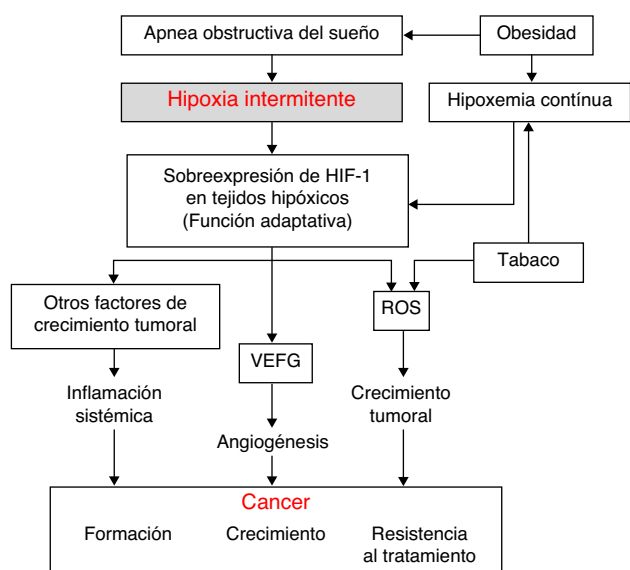 Apnea obstructiva del sueño
Obesidad
Hipoxia intermitente
Hipoxemia contínua
Sobreexpresión de HIF-1
en tejidos hipóxicos
(Función adaptativa)
Tabaco
Otros factores de
crecimiento tumoral
ROS
VEFG
Inflamación
sistémica
Crecimiento
tumoral
Angiogénesis
Cancer
Formación
Crecimiento
Resistencia
al tratamiento